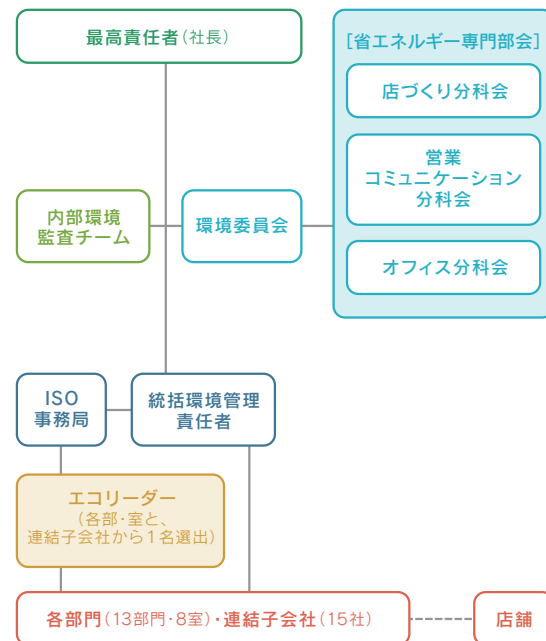 最高責任者(社長)
[省エネルギー専門部会]
店づくり分科会
営業
コミュニケーション
分科会
オフィス分科会
内部環境
監査チーム
環境委員会
ISO
事務局
統括環境管理
責任者
エコリーダー
(各部・室と、
連結子会社から1名選出)
各部門(13部門・8室)・連結子会社(15社)
店舗